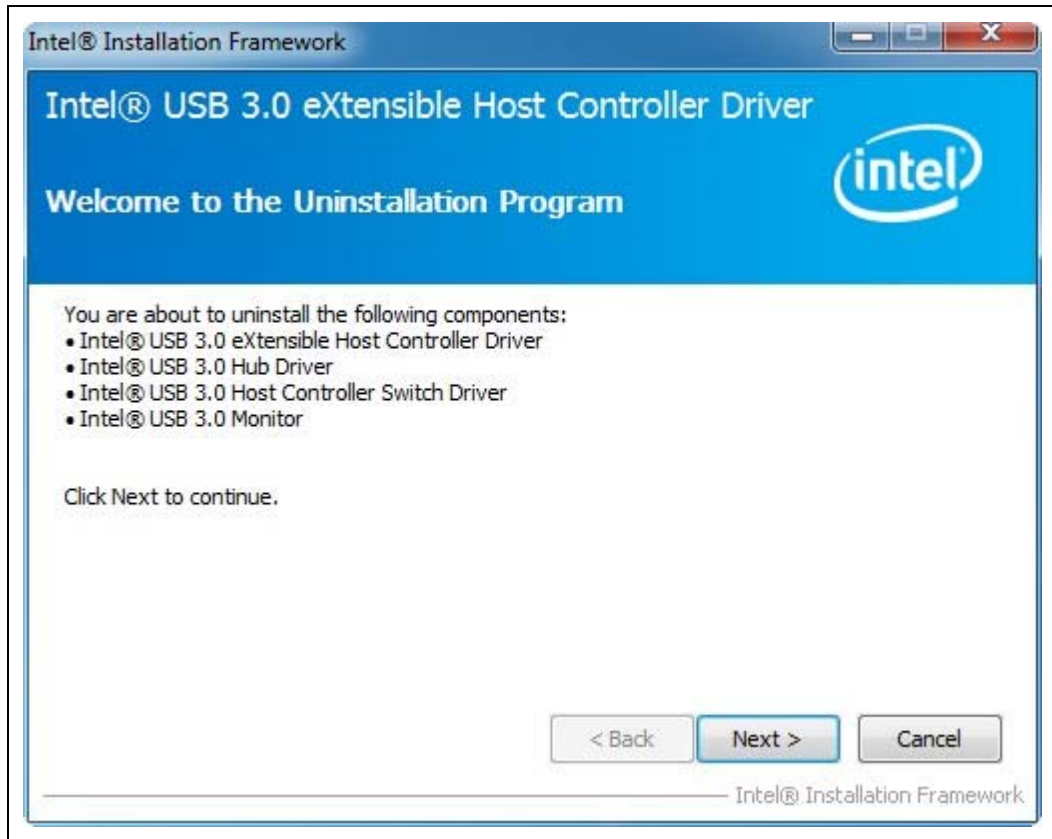 Intel® Installation Framework
Intel® USB 3.0 eXtensible Host Controller Driver
intel
Welcome to the Uninstallation Program
You are about to uninstall the following components:
• Intel® USB 3.0 eXtensible Host Controller Driver
• Intel® USB 3.0 Hub Driver
• Intel® USB 3.0 Host Controller Switch Driver
• Intel® USB 3.0 Monitor
Click Next to continue.
< Back Next > Cancel
Intel® Installation Framework